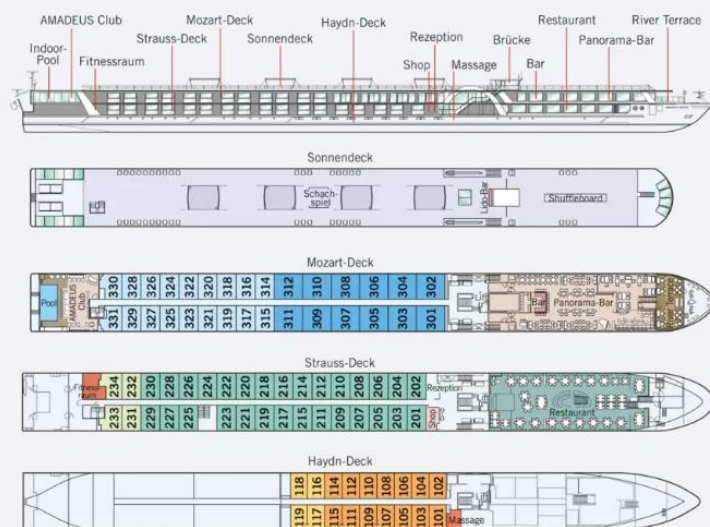 AMADEUS Club
Mozart-Deck
Haydn-Deck
Restaurant
River Terrace
Strauss-Deck
Sonnendeck
Rezeption
Brücke
Panorama-Bar
Indoor-
Pool
Fitnessraum
Shop
Massage
Bar
Sonnendeck
Schach-
spiel
Lido-Bar
Shuffleboard
Mozart-Deck
330 328 326 324 322 320 318 316 314 312 310 308 306 304 302
Pool
AMADEUS
Club
Lift
Bar
Panorama-Bar
River Terrace
331 329 327 325 323 321 319 317 315 311 309 307 305 303 301
Strauss-Deck
Fitness-
raum
234 232 230 228 226 224 222 220 218 216 214 212 210 208 206 204 202
Rezeption
Restaurant
233 231 229 227 225 223 221 219 217 215 211 209 207 205 203 201
Shop
Haydn-Deck
118 116 114 112 110 108 106 104 102
119 117 115 111 109 107 105 103 101
Massage